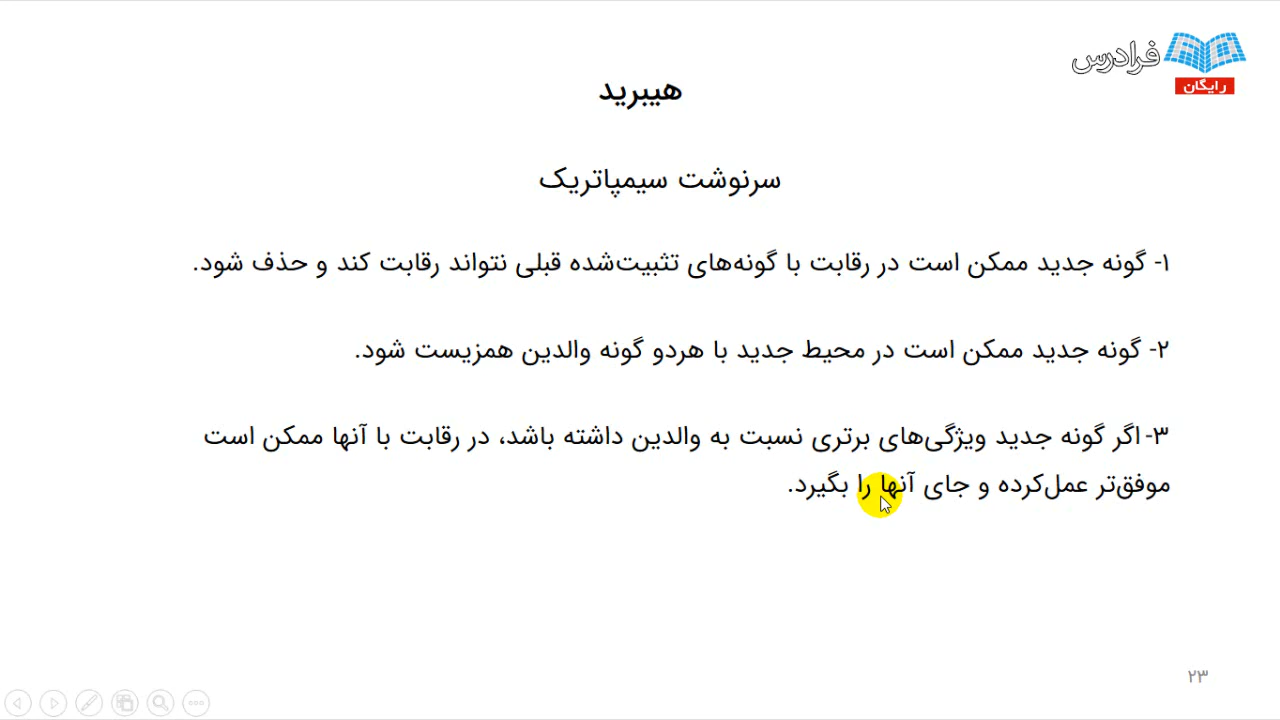 فرادرس
رایگان
هیبرید
سرنوشت سیمپاتریک
۱- گونه جدید ممکن است در رقابت با گونه‌های تثبیت‌شده قبلی نتواند رقابت کند و حذف شود.
۲- گونه جدید ممکن است در محیط جدید با هردو گونه والدین همزیست شود.
۳- اگر گونه جدید ویژگی‌های برتری نسبت به والدین داشته باشد، در رقابت با آنها ممکن است
موفق‌تر عمل‌کرده و جای آنها را بگیرد.
۲۳